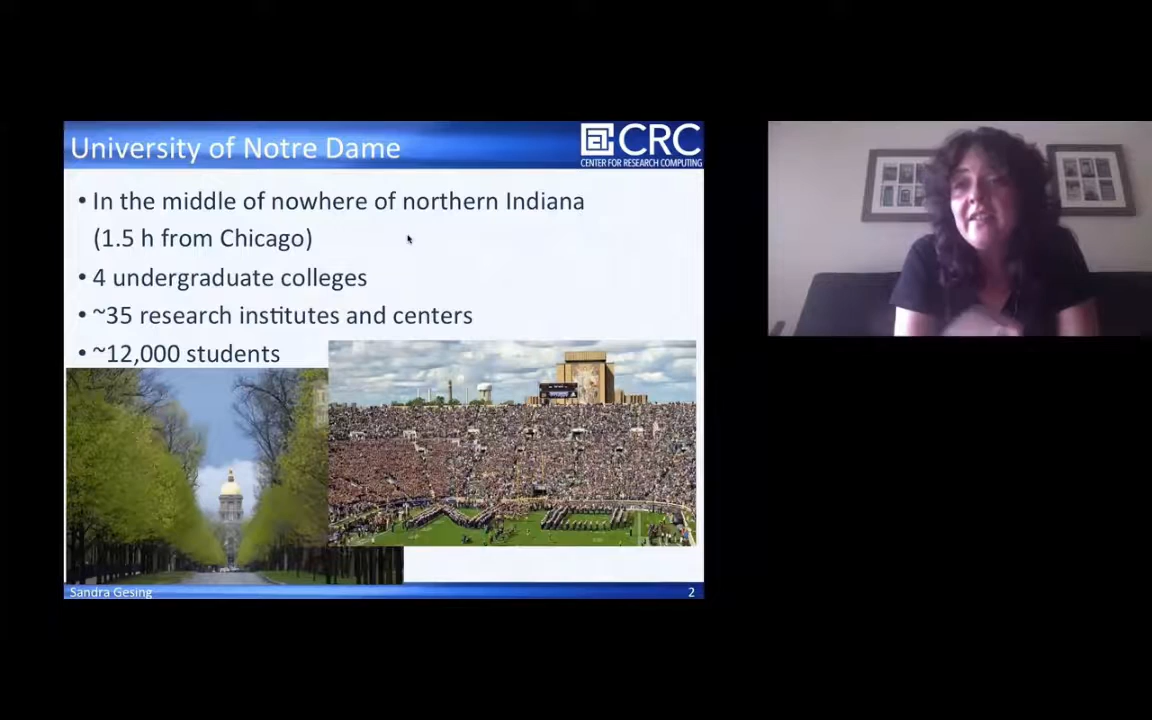 University of Notre Dame
CRC
CENTER FOR RESEARCH COMPUTING
• In the middle of nowhere of northern Indiana
(1.5 h from Chicago)
• 4 undergraduate colleges
• ~35 research institutes and centers
• ~12,000 students
Sandra Gesing
2